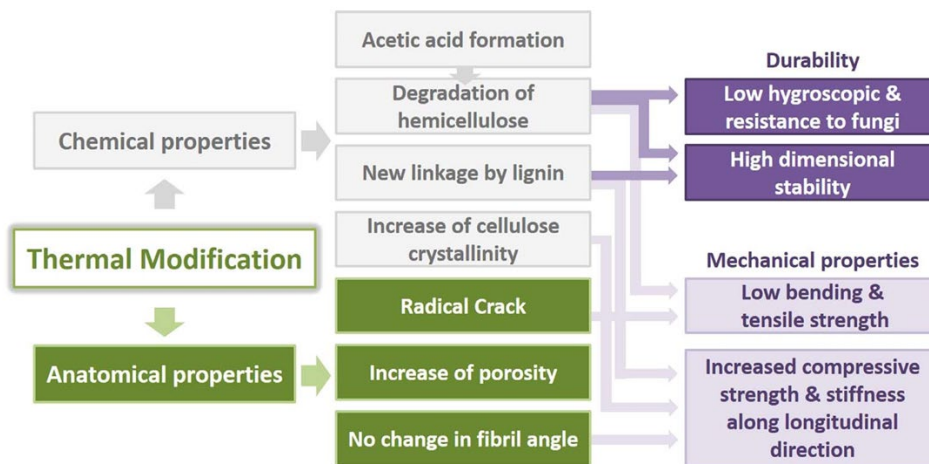 Acetic acid formation
Degradation of
hemicellulose
New linkage by lignin
Increase of cellulose
crystallinity
Radical Crack
Increase of porosity
No change in fibril angle
Chemical properties
Thermal Modification
Anatomical properties
Durability
Low hygroscopic &
resistance to fungi
High dimensional
stability
Mechanical properties
Low bending &
tensile strength
Increased compressive
strength & stiffness
along longitudinal
direction